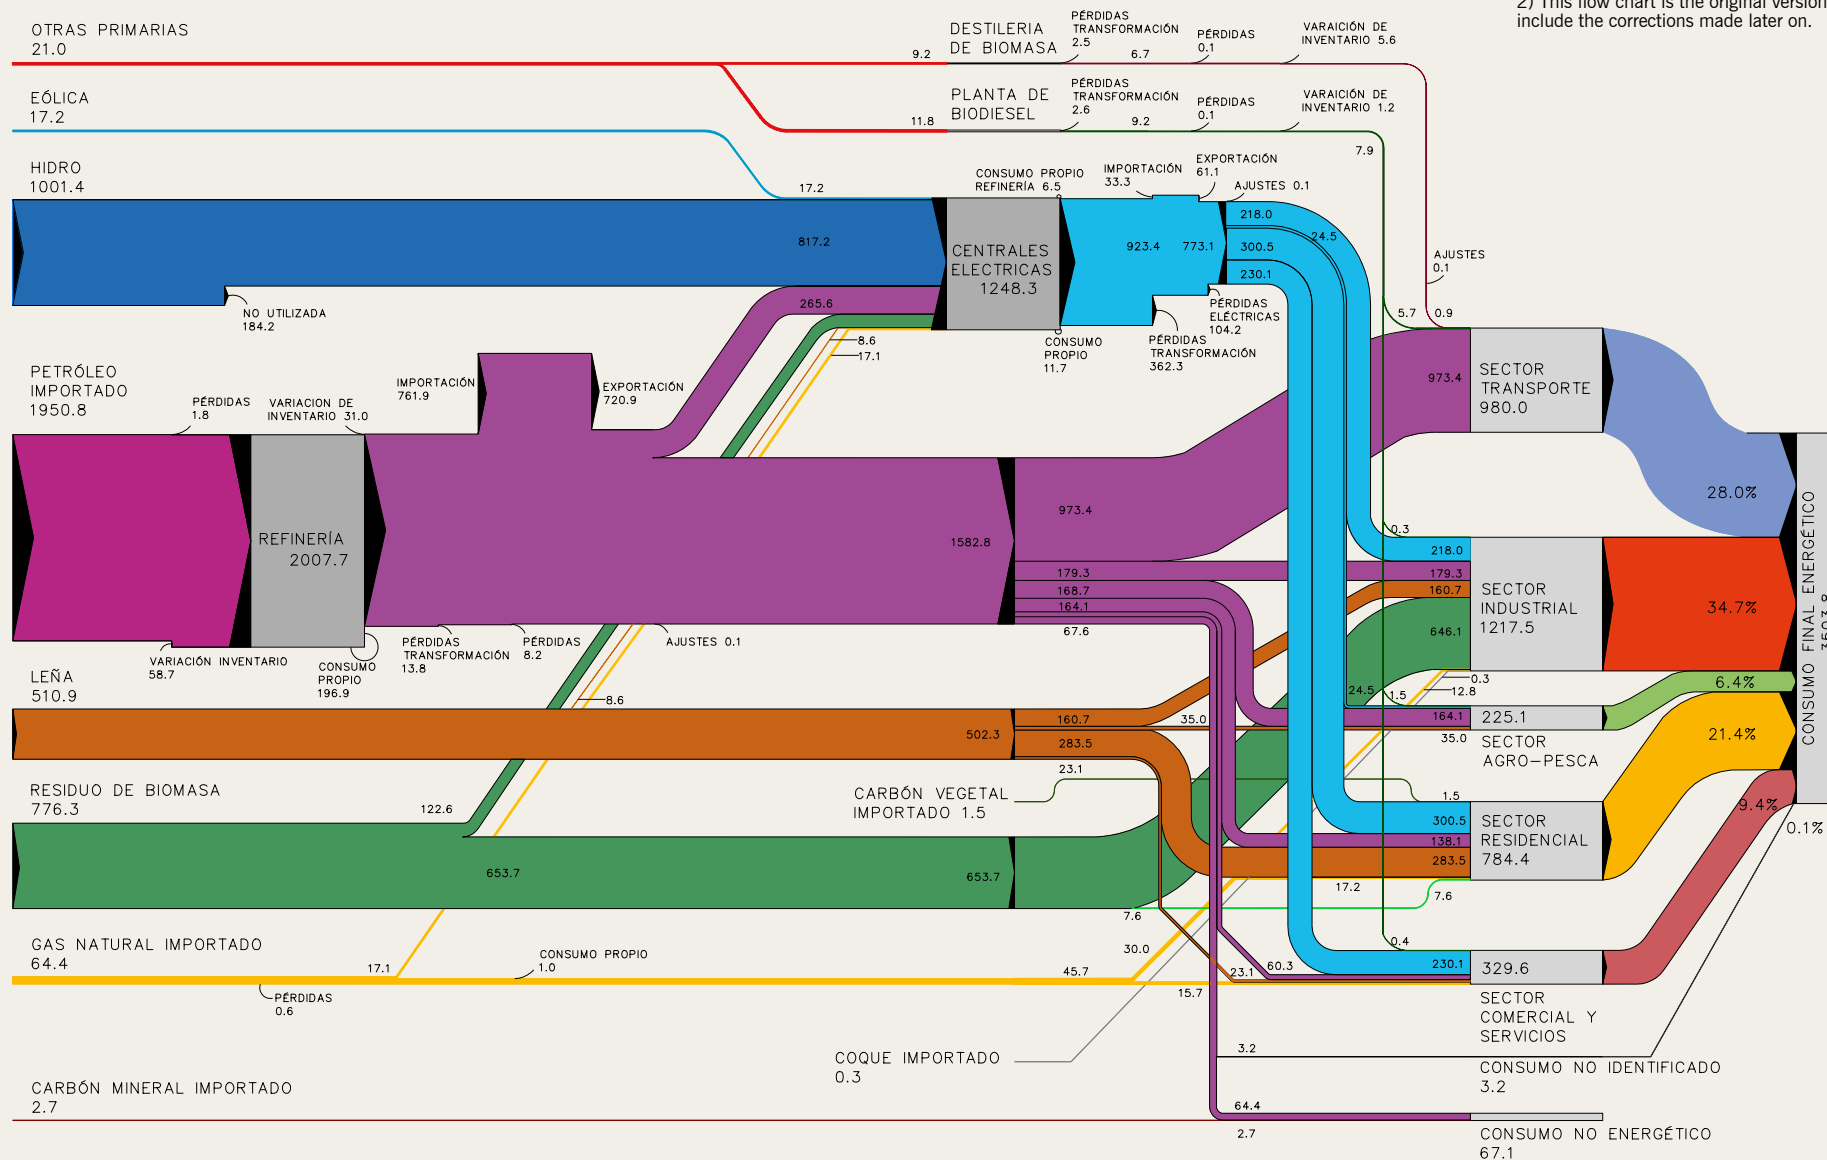 2) This flow chart is the original version
include the corrections made later on.
OTRAS PRIMARIAS
21.0
9.2
DESTILERIA
DE BIOMASA
PÉRDIDAS
TRANSFORMACIÓN
2.5
6.7
PÉRDIDAS
0.1
VARAICIÓN DE
INVENTARIO 5.6
EÓLICA
17.2
11.8
PLANTA DE
BIODIESEL
PÉRDIDAS
TRANSFORMACIÓN
2.6
9.2
PÉRDIDAS
0.1
VARAICIÓN DE
INVENTARIO 1.2
7.9
HIDRO
1001.4
17.2
817.2
NO UTILIZADA
184.2
265.6
8.6
17.1
CONSUMO PROPIO
REFINERÍA 6.5
CENTRALES
ELECTRICAS
1248.3
CONSUMO
PROPIO
11.7
IMPORTACIÓN
33.3
EXPORTACIÓN
61.1
AJUSTES 0.1
923.4
773.1
218.0
24.5
300.5
230.1
PÉRDIDAS
ELÉCTRICAS
104.2
PÉRDIDAS
TRANSFORMACIÓN
362.3
AJUSTES
0.1
5.7
0.9
PETRÓLEO
IMPORTADO
1950.8
PÉRDIDAS
1.8
VARIACION DE
INVENTARIO 31.0
IMPORTACIÓN
761.9
EXPORTACIÓN
720.9
REFINERÍA
2007.7
VARIACIÓN INVENTARIO
58.7
CONSUMO
PROPIO
196.9
PÉRDIDAS
TRANSFORMACIÓN
13.8
PÉRDIDAS
8.2
AJUSTES 0.1
1582.8
973.4
179.3
168.7
164.1
67.6
973.4
SECTOR
TRANSPORTE
980.0
28.0%
0.3
218.0
179.3
160.7
646.1
SECTOR
INDUSTRIAL
1217.5
34.7%
0.3
12.8
CONSUMO FINAL ENERGÉTICO
LEÑA
510.9
8.6
502.3
160.7
283.5
35.0
23.1
24.5
1.5
164.1
35.0
225.1
SECTOR
AGRO-PESCA
6.4%
21.4%
RESIDUO DE BIOMASA
776.3
122.6
653.7
653.7
CARBÓN VEGETAL
IMPORTADO 1.5
1.5
300.5
138.1
283.5
17.2
7.6
7.6
SECTOR
RESIDENCIAL
784.4
9.4%
0.1%
GAS NATURAL IMPORTADO
64.4
17.1
CONSUMO PROPIO
1.0
PÉRDIDAS
0.6
45.7
30.0
15.7
23.1
60.3
0.4
230.1
329.6
SECTOR
COMERCIAL Y
SERVICIOS
COQUE IMPORTADO
0.3
3.2
CONSUMO NO IDENTIFICADO
3.2
CARBÓN MINERAL IMPORTADO
2.7
64.4
2.7
CONSUMO NO ENERGÉTICO
67.1